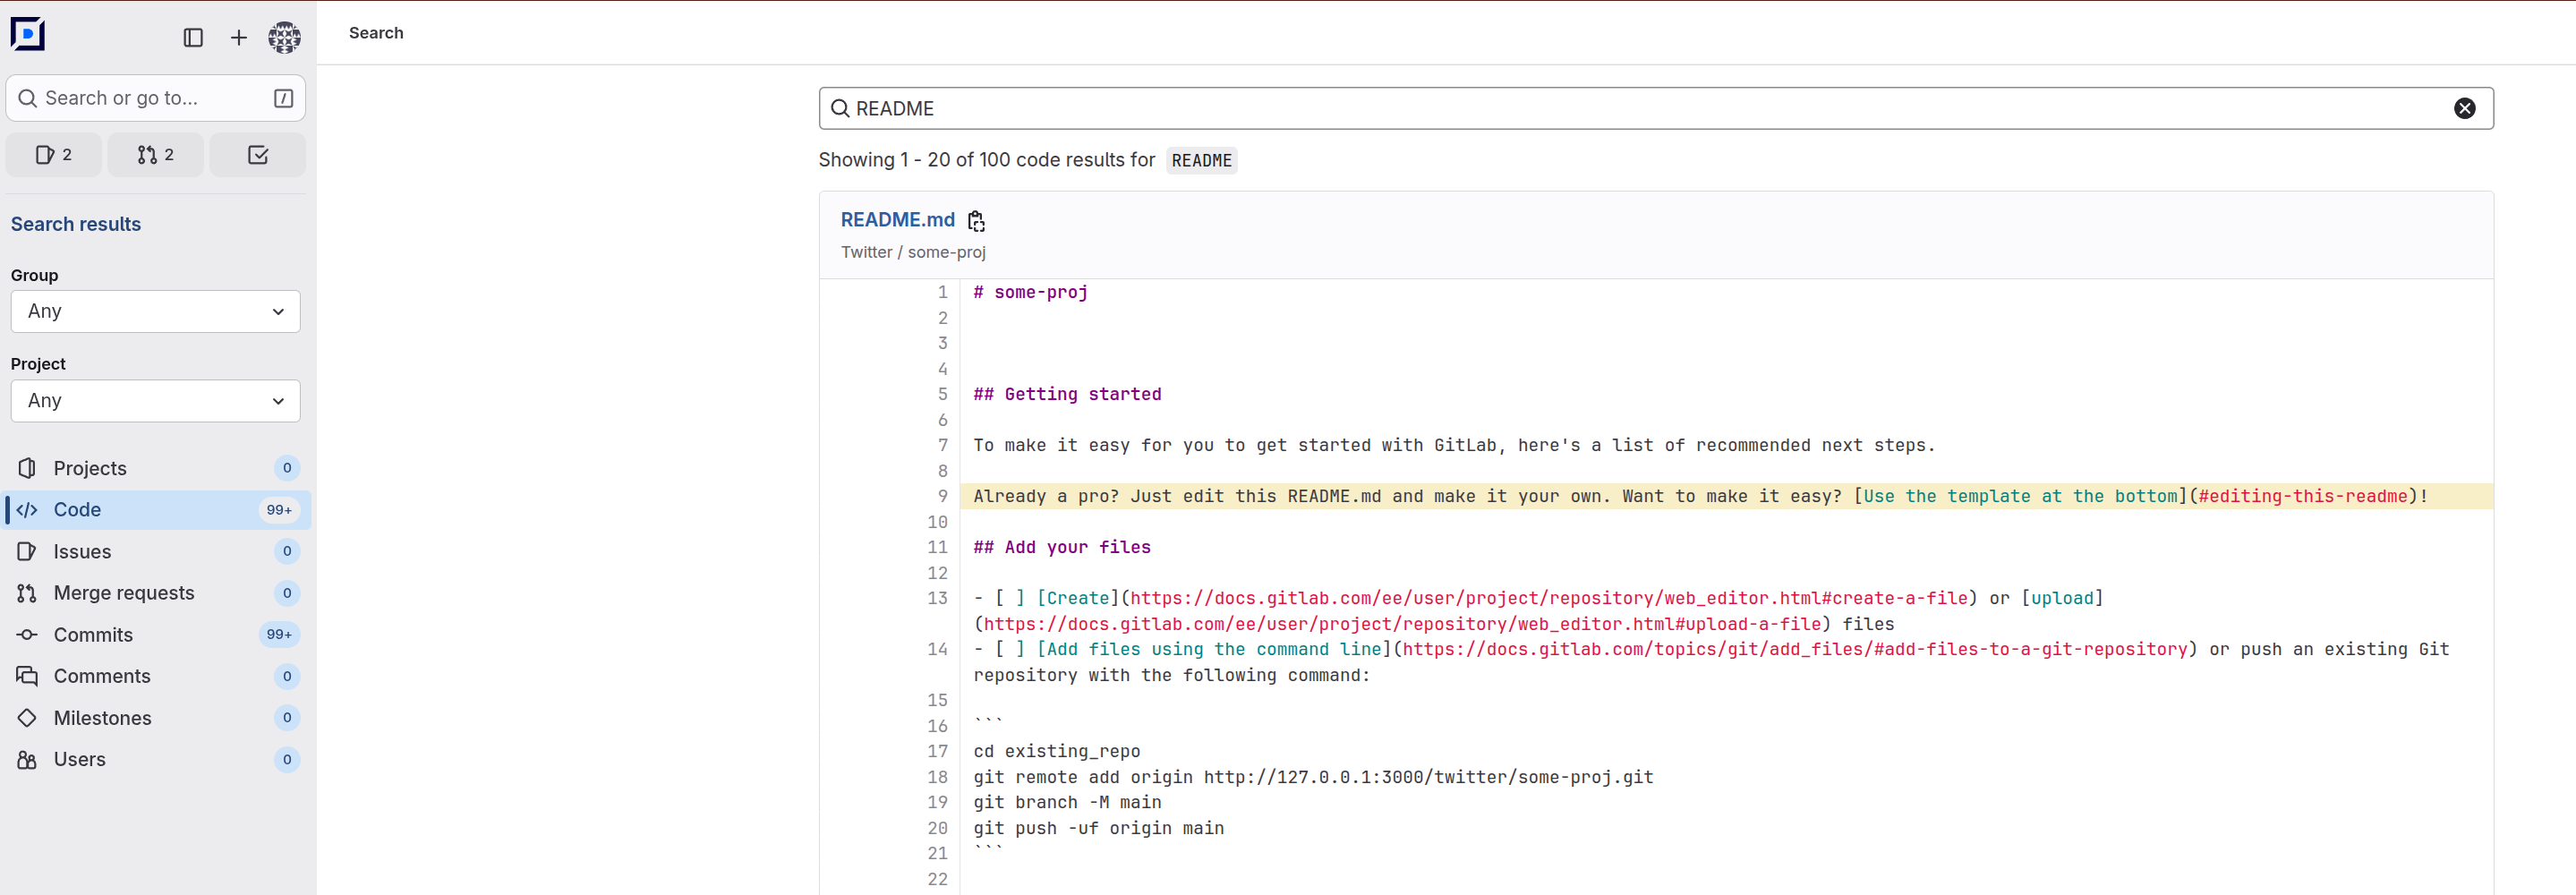 Search
Search or go to...
/
2
2
Search results
Group
Any
Project
Any
Projects 0
Code 99+
Issues 0
Merge requests 0
Commits 99+
Comments 0
Milestones 0
Users 0
README
Showing 1 - 20 of 100 code results for README
README.md
Twitter / some-proj
1 # some-proj
2
3
4
5 ## Getting started
6
7 To make it easy for you to get started with GitLab, here's a list of recommended next steps.
8
9 Already a pro? Just edit this README.md and make it your own. Want to make it easy? [Use the template at the bottom](#editing-this-readme)!
10
11 ## Add your files
12
13 - [ ] [Create](https://docs.gitlab.com/ee/user/project/repository/web_editor.html#create-a-file) or [upload]
(https://docs.gitlab.com/ee/user/project/repository/web_editor.html#upload-a-file) files
14 - [ ] [Add files using the command line](https://docs.gitlab.com/topics/git/add_files/#add-files-to-a-git-repository) or push an existing Git
repository with the following command:
15
16 ```
17 cd existing_repo
18 git remote add origin http://127.0.0.1:3000/twitter/some-proj.git
19 git branch -M main
20 git push -uf origin main
21 ```
22